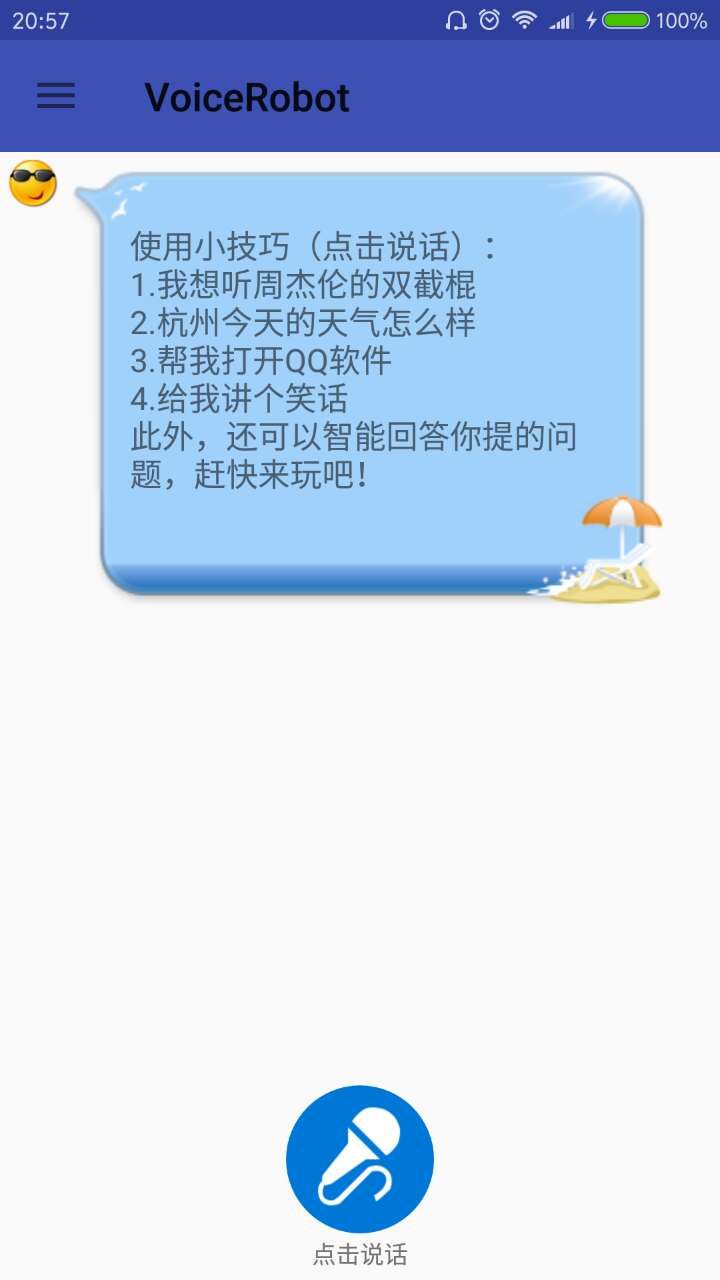 20:57
100%
VoiceRobot
使用小技巧（点击说话）：
1.我想听周杰伦的双截棍
2.杭州今天的天气怎么样
3.帮我打开QQ软件
4.给我讲个笑话
此外，还可以智能回答你提的问
题，赶快来玩吧！
点击说话